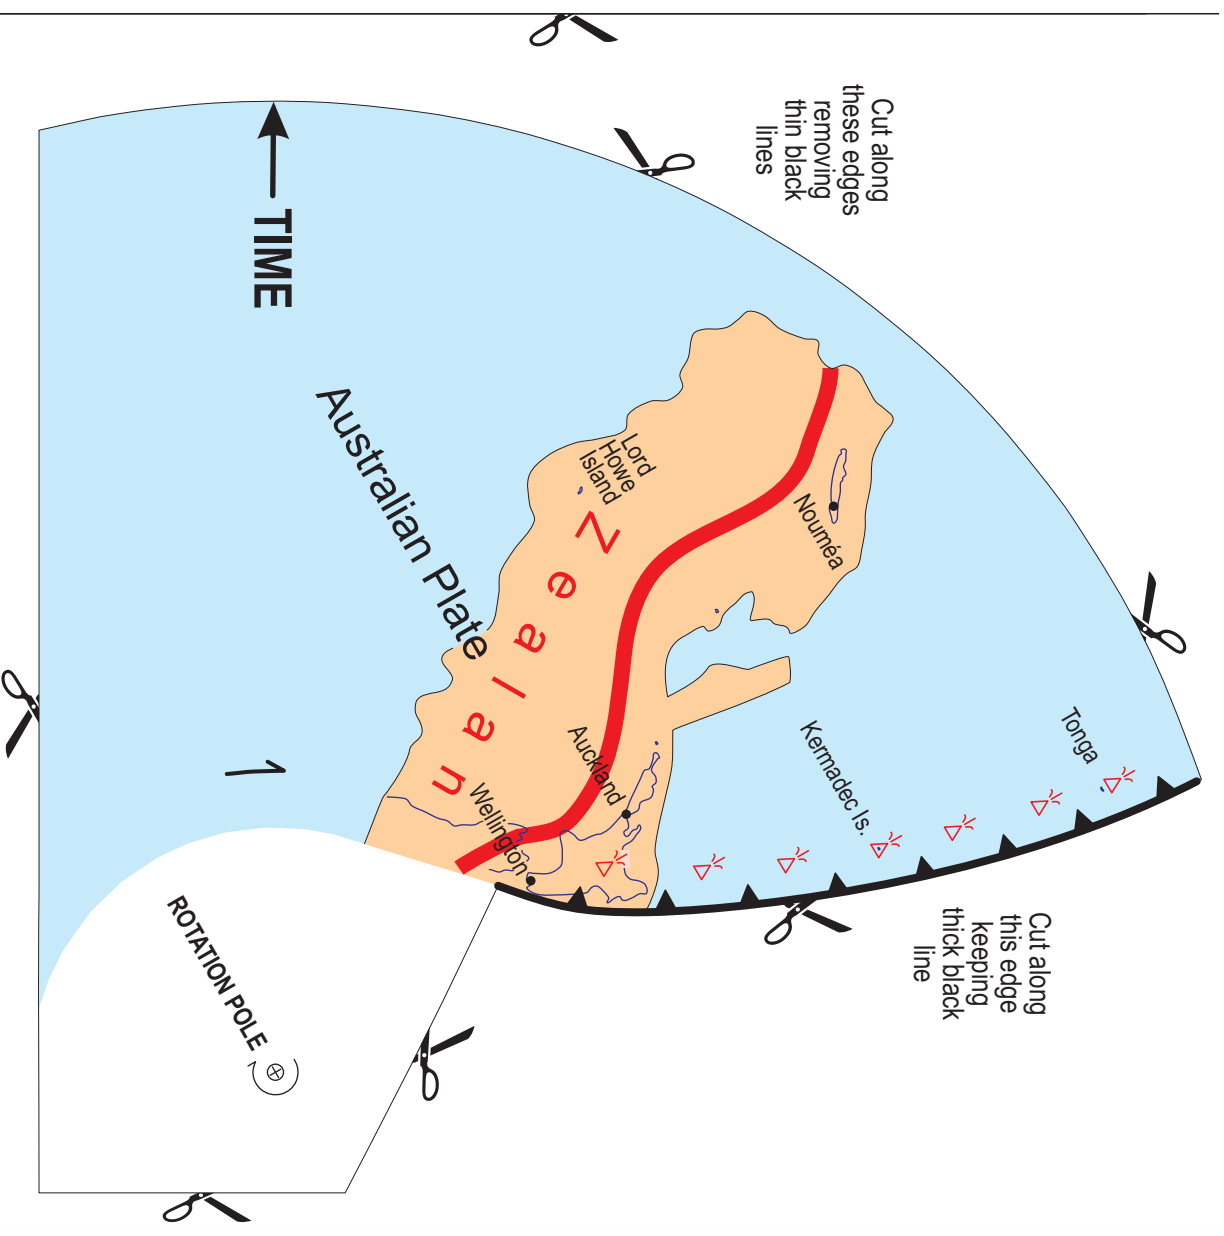 Cut along
these edges
removing
thin black
lines
TIME
Australian Plate
Lord
Howe
Island
Zealan
Nouméa
Auckland
Wellington
Kermadec Is.
Tonga
1
ROTATION POLE
Cut along
this edge
keeping
thick black
line